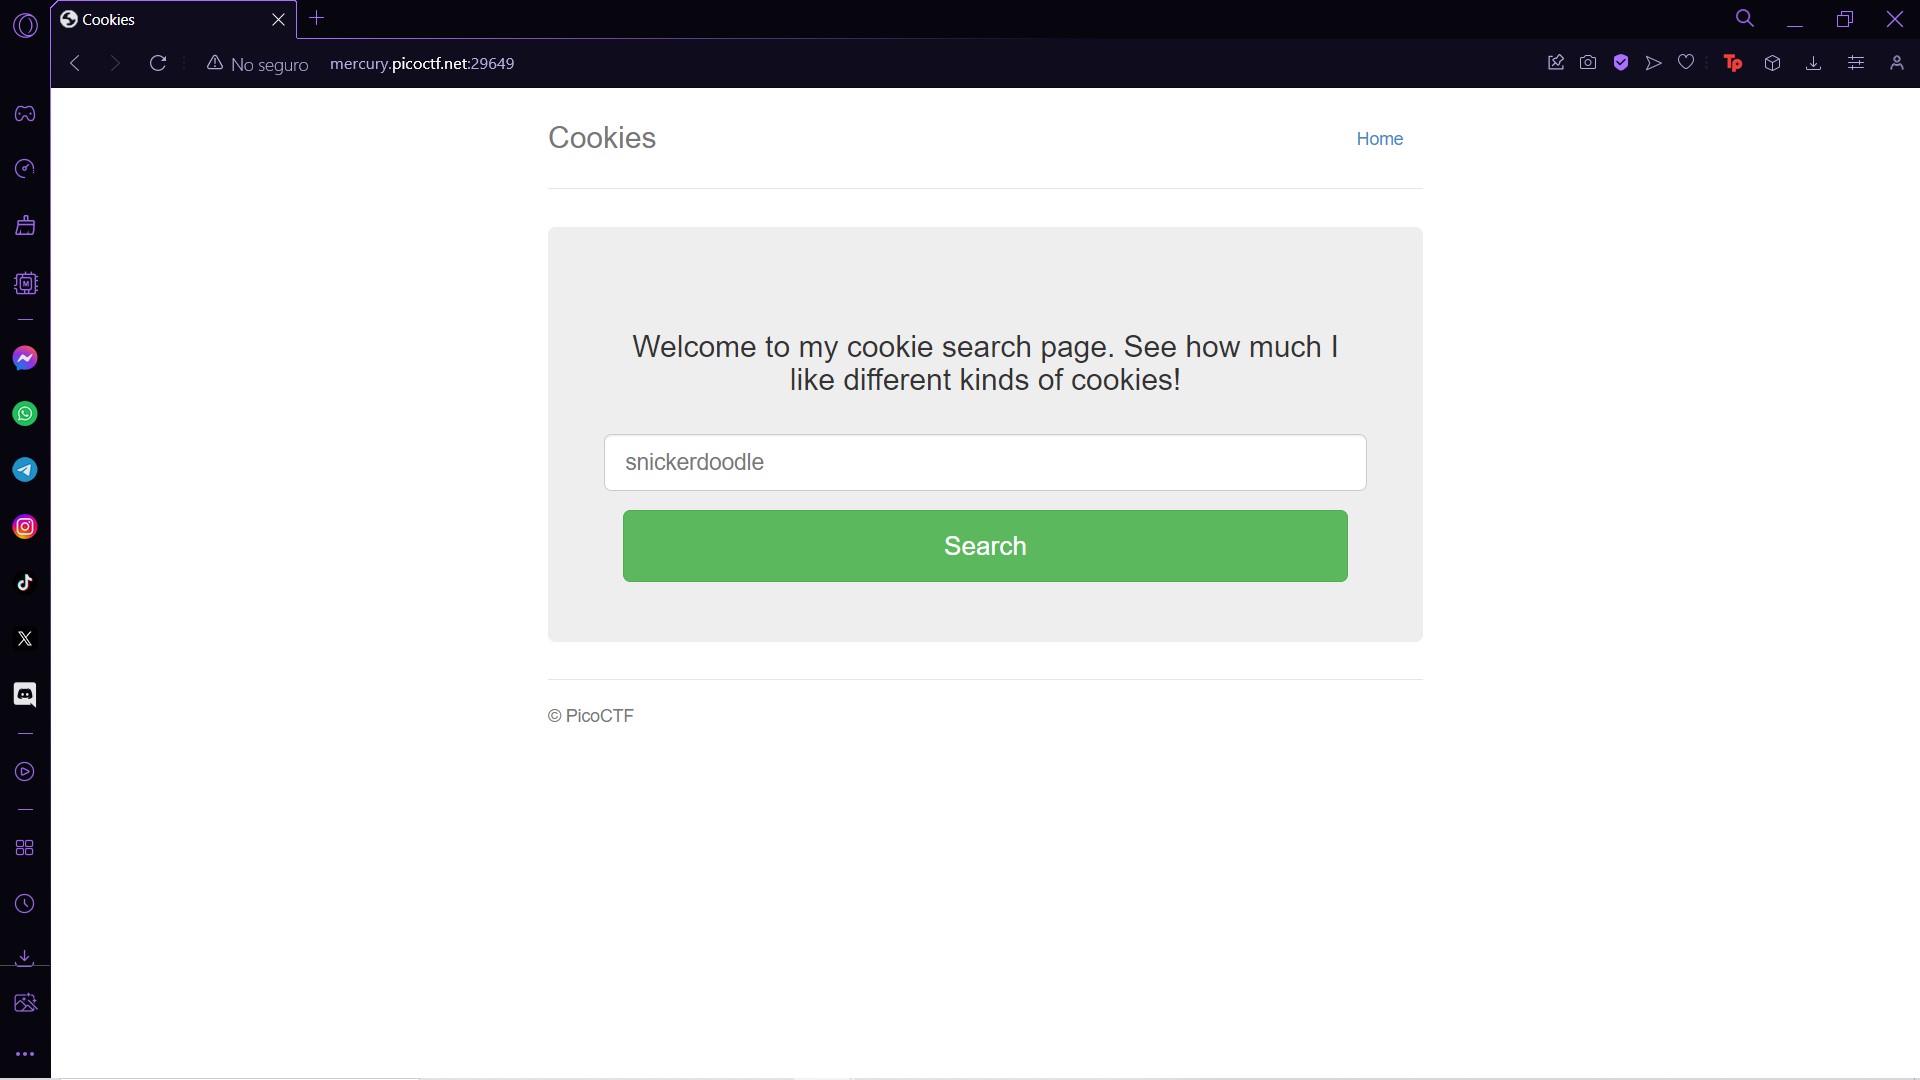 Cookies
No seguro
mercury.picoctf.net:29649
Tp
Cookies
Home
Welcome to my cookie search page. See how much I
like different kinds of cookies!
snickerdoodle
Search
© PicoCTF